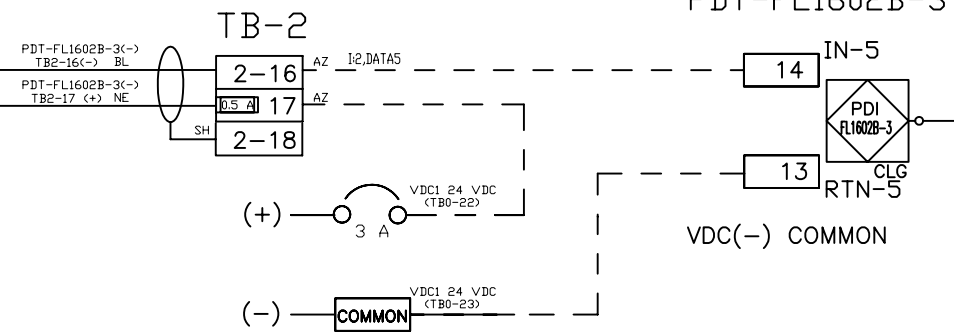 PDT-FL1602B-3
TB-2
PDT-FL1602B-3(-)
TB2-16(-) BL
2-16
AZ
I:2,DATA5
14
IN-5
PDT-FL1602B-3(-)
TB2-17 (+) NE
0.5 A
17
AZ
PDI
FL1602B-3
SH
2-18
13
CLG
RTN-5
(+)
3 A
VDC1 24 VDC
(TB0-22)
VDC(-) COMMON
(-)
COMMON
VDC1 24 VDC
(TB0-23)